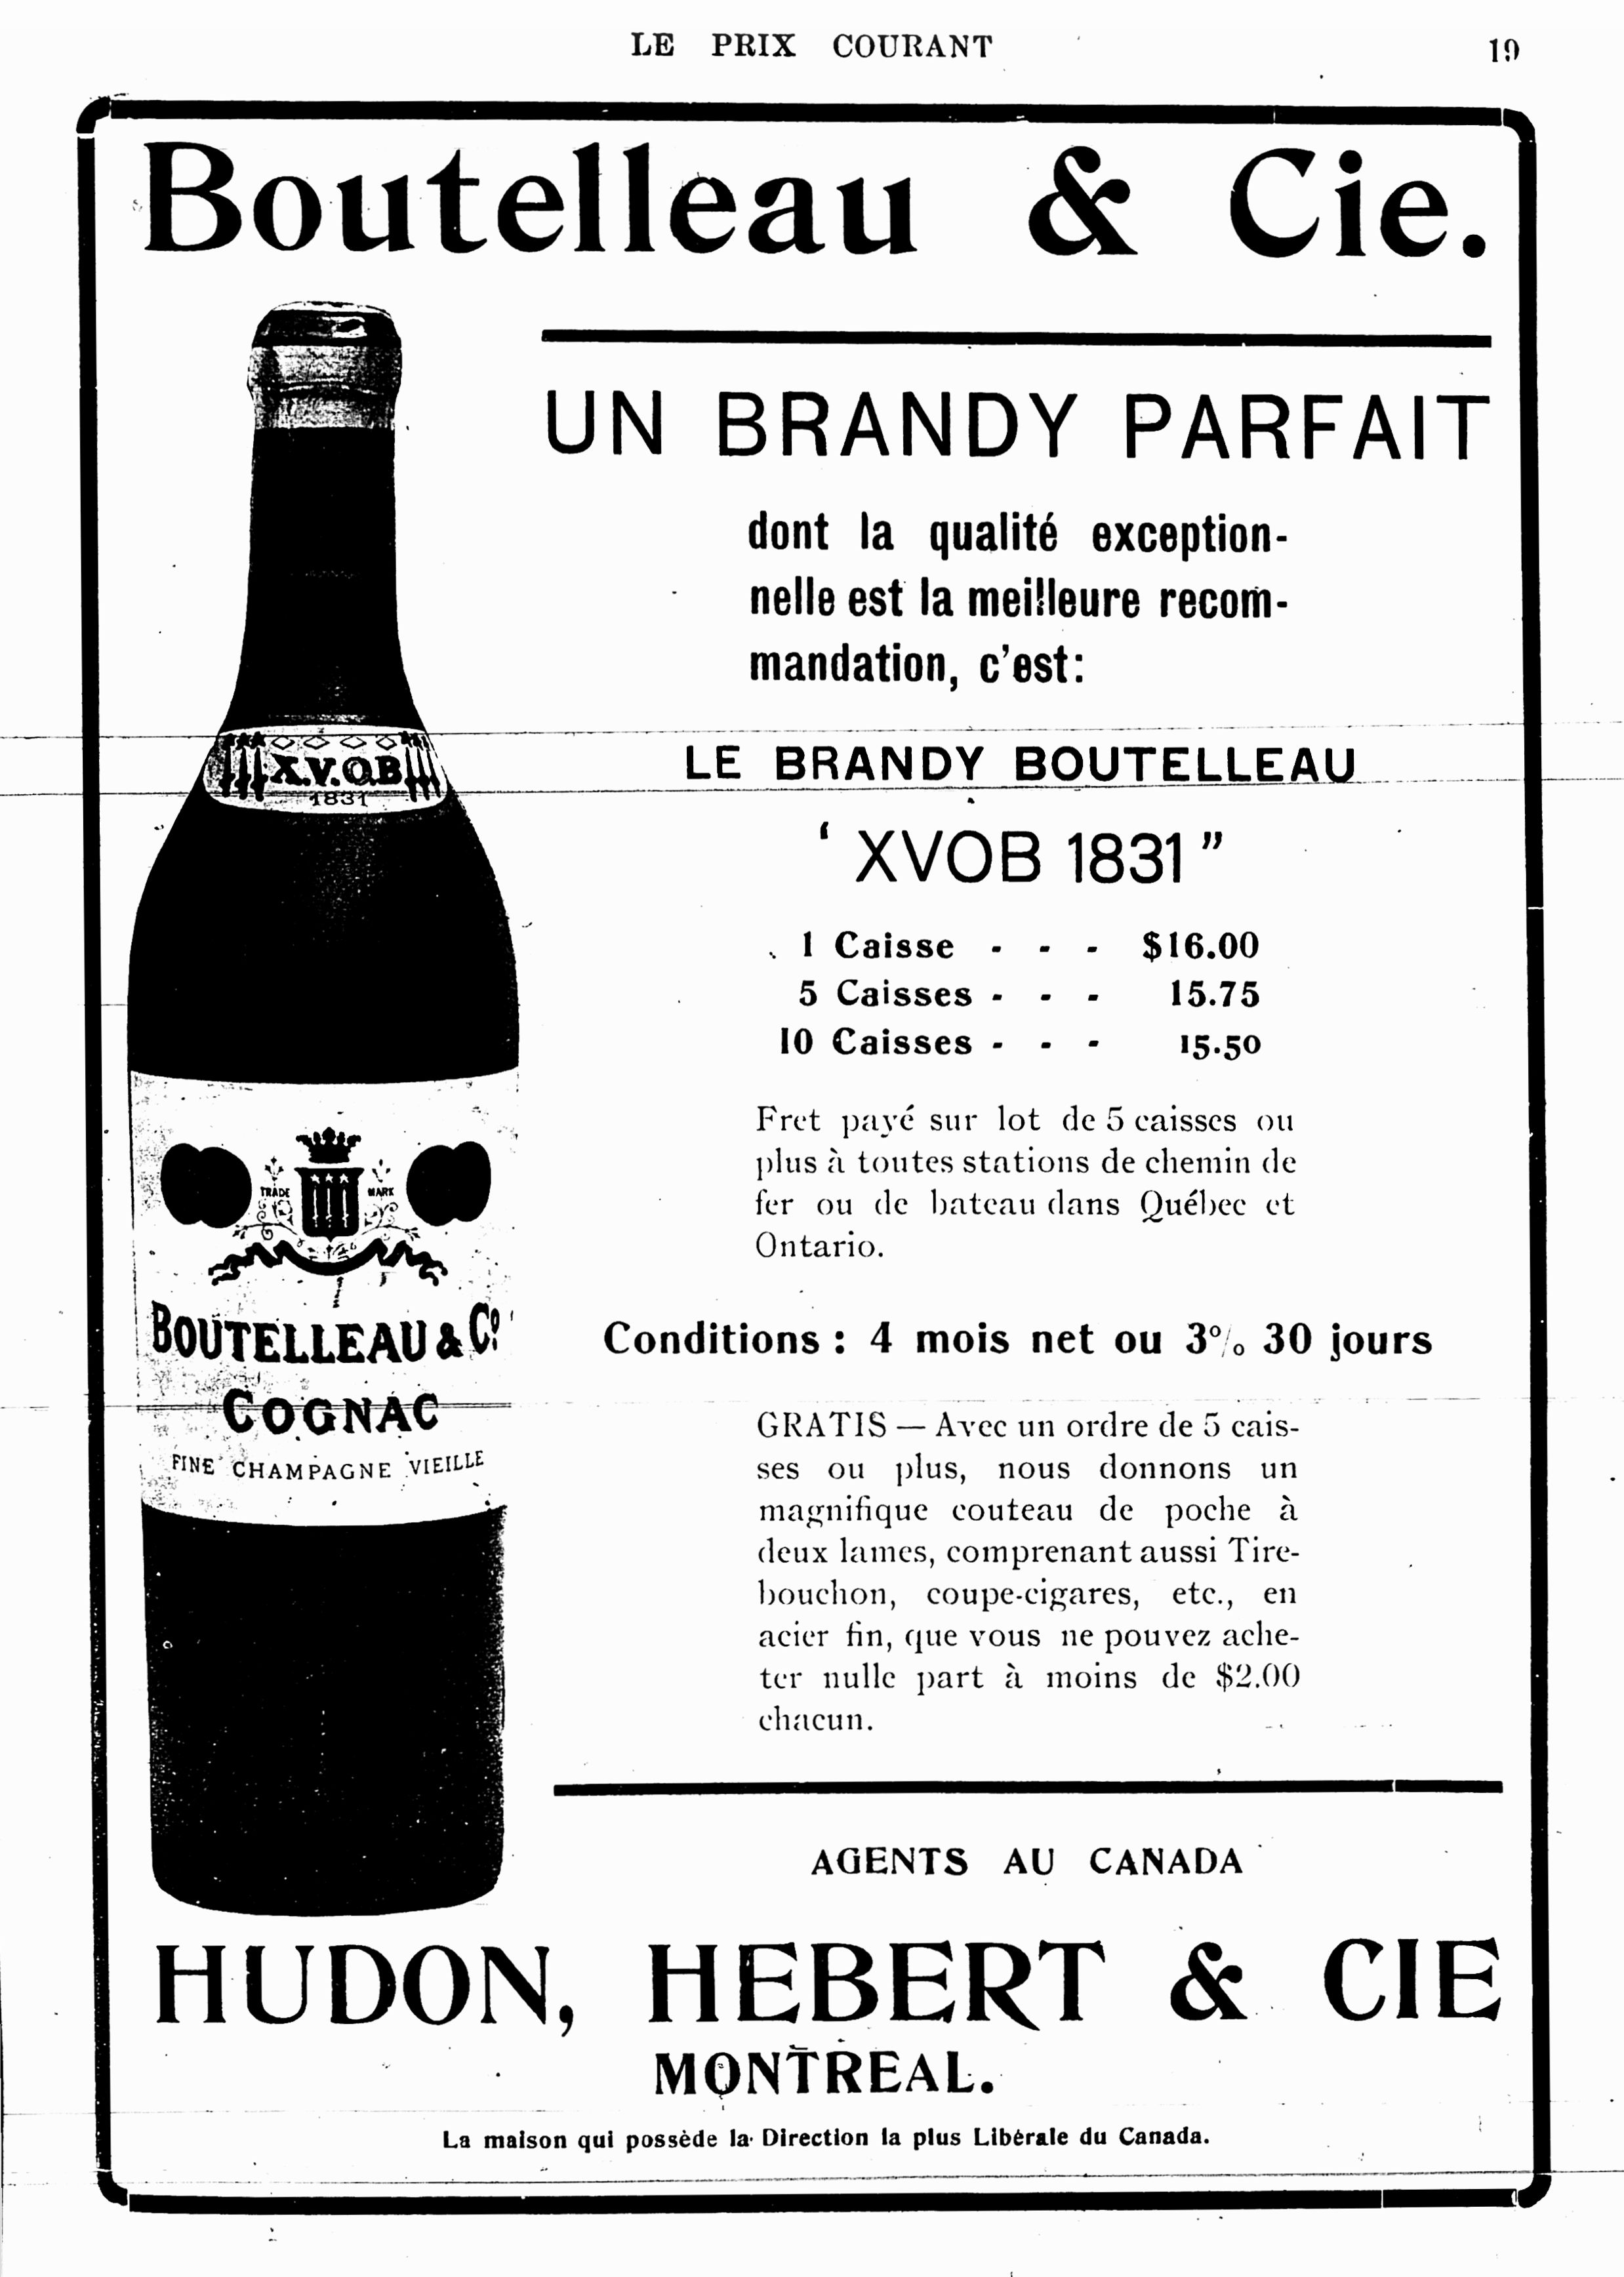 LE PRIX COURANT
19
Boutelleau & Cie.
UN BRANDY PARFAIT
dont la qualité exception-
nelle est la meilleure recom-
mandation, c'est:
LE BRANDY BOUTELLEAU
‘ XVOB 1831 ”
1 Caisse - - - $16.00
5 Caisses - - - 15.75
10 Caisses - - - 15.50
Fret payé sur lot de 5 caisses ou
plus à toutes stations de chemin de
fer ou de bateau dans Québec et
Ontario.
Conditions : 4 mois net ou 3% 30 jours
GRATIS — Avec un ordre de 5 cais-
ses ou plus, nous donnons un
magnifique couteau de poche à
deux lames, comprenant aussi Tire-
bouchon, coupe-cigares, etc., en
acier fin, que vous ne pouvez ache-
ter nulle part à moins de $2.00
chacun.
X.V.O.B
1831
TRADE MARK
BOUTELLEAU & Cº
COGNAC
FINE CHAMPAGNE VIEILLE
AGENTS AU CANADA
HUDON, HEBERT & CIE
MONTREAL.
La maison qui possède la Direction la plus Libérale du Canada.